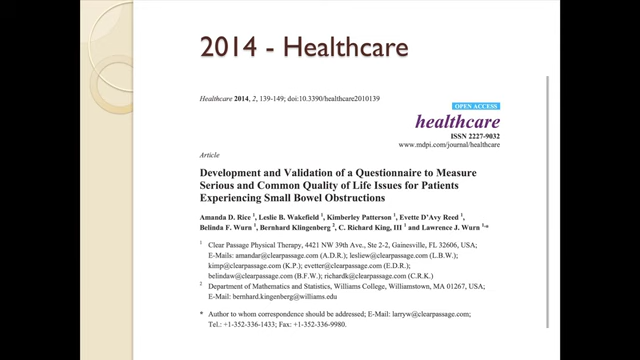 2014 - Healthcare
Healthcare 2014, 2, 139-149; doi:10.3390/healthcare2010139
OPEN ACCESS
healthcare
ISSN 2227-9032
www.mdpi.com/journal/healthcare
Article
Development and Validation of a Questionnaire to Measure
Serious and Common Quality of Life Issues for Patients
Experiencing Small Bowel Obstructions
Amanda D. Rice 1, Leslie B. Wakefield 1, Kimberley Patterson 1, Evette D'Avy Reed 1,
Belinda F. Wurn 1, Bernhard Klingenberg 2, C. Richard King, III 1 and Lawrence J. Wurn 1,*
1 Clear Passage Physical Therapy, 4421 NW 39th Ave., Ste 2-2, Gainesville, FL 32606, USA;
E-Mails: amandar@clearpassage.com (A.D.R.); lesliew@clearpassage.com (L.B.W.);
kimp@clearpassage.com (K.P.); evetter@clearpassage.com (E.D.R.);
belindaw@clearpassage.com (B.F.W.); richardk@clearpassage.com (C.R.K.)
2 Department of Mathematics and Statistics, Williams College, Williamstown, MA 01267, USA;
E-Mail: bernhard.kingenberg@williams.edu
* Author to whom correspondence should be addressed; E-Mail: larryw@clearpassage.com;
Tel.: +1-352-336-1433; Fax: +1-352-336-9980.